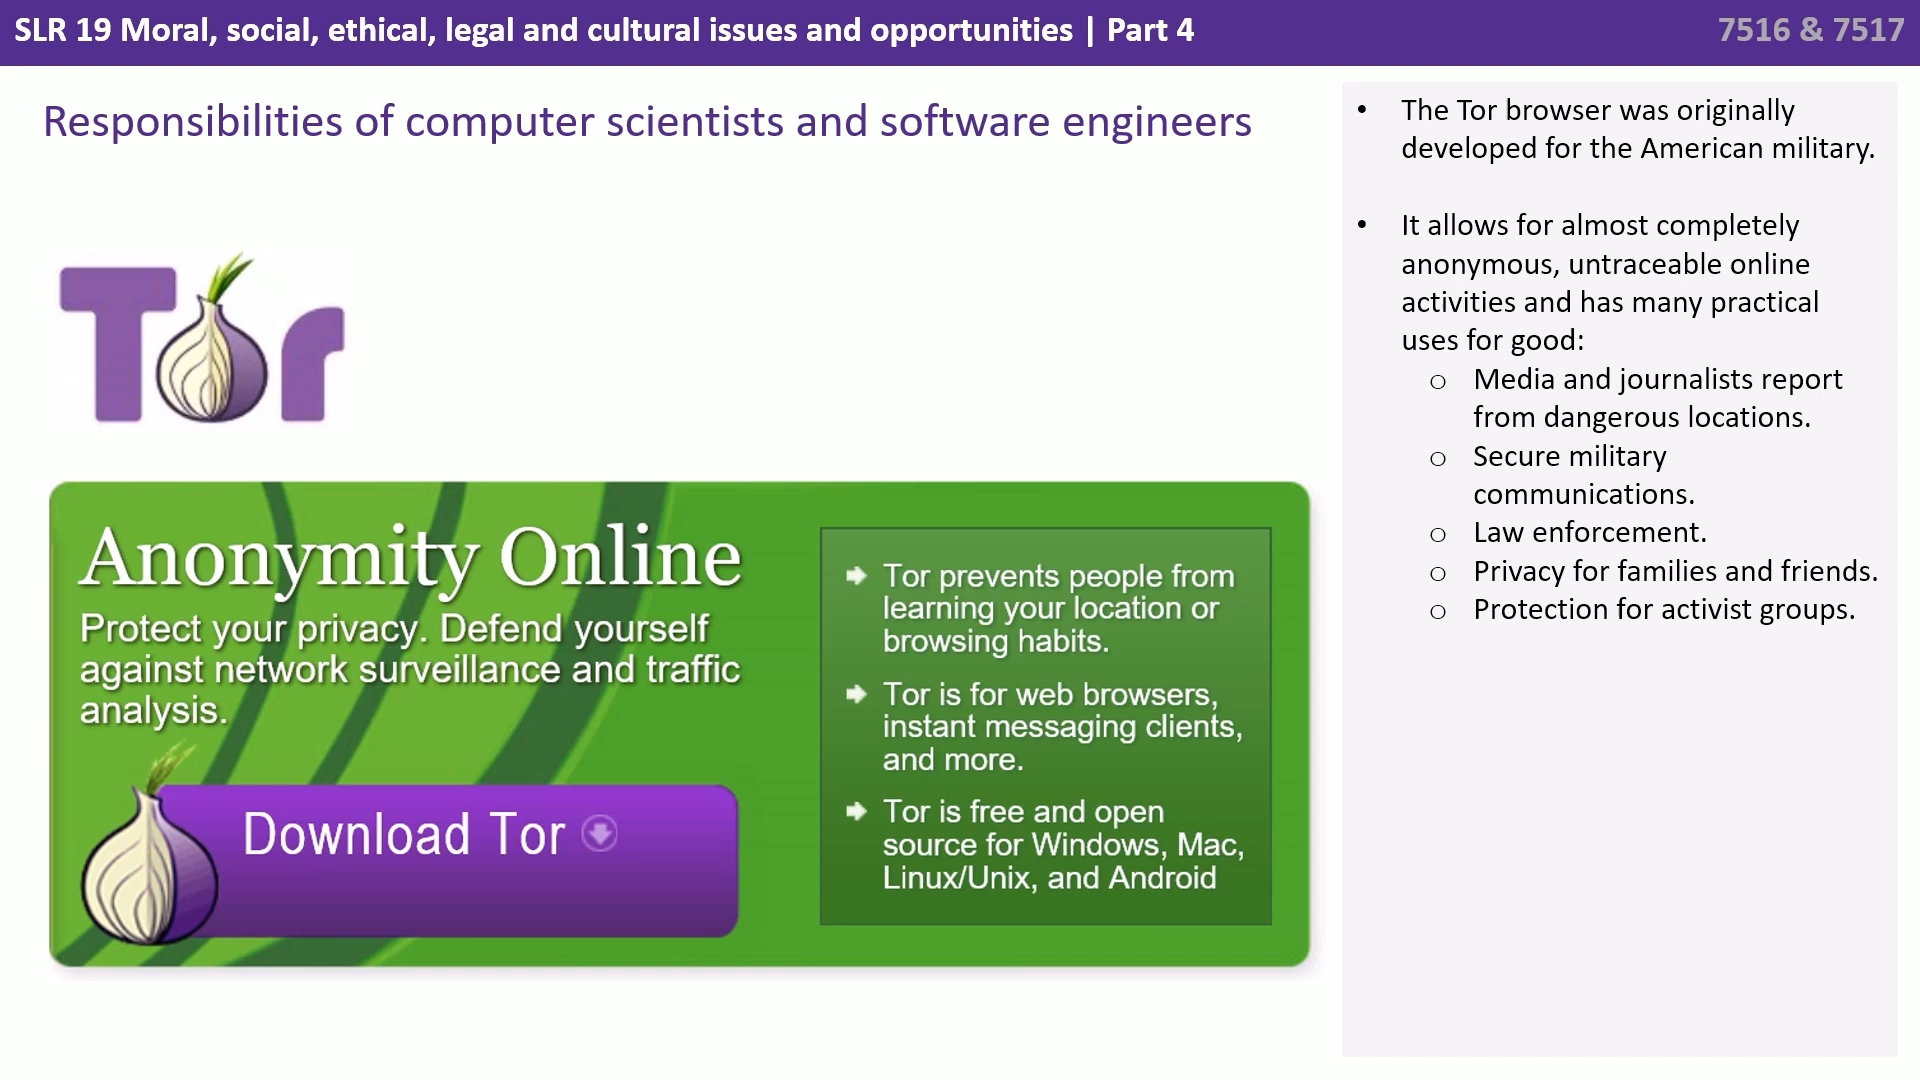 SLR 19 Moral, social, ethical, legal and cultural issues and opportunities | Part 4
7516 & 7517
Responsibilities of computer scientists and software engineers
Tor
Anonymity Online
Protect your privacy. Defend yourself
against network surveillance and traffic
analysis.
Download Tor
Tor prevents people from
learning your location or
browsing habits.
Tor is for web browsers,
instant messaging clients,
and more.
Tor is free and open
source for Windows, Mac,
Linux/Unix, and Android
• The Tor browser was originally
developed for the American military.
• It allows for almost completely
anonymous, untraceable online
activities and has many practical
uses for good:
o Media and journalists report
from dangerous locations.
o Secure military
communications.
o Law enforcement.
o Privacy for families and friends.
o Protection for activist groups.